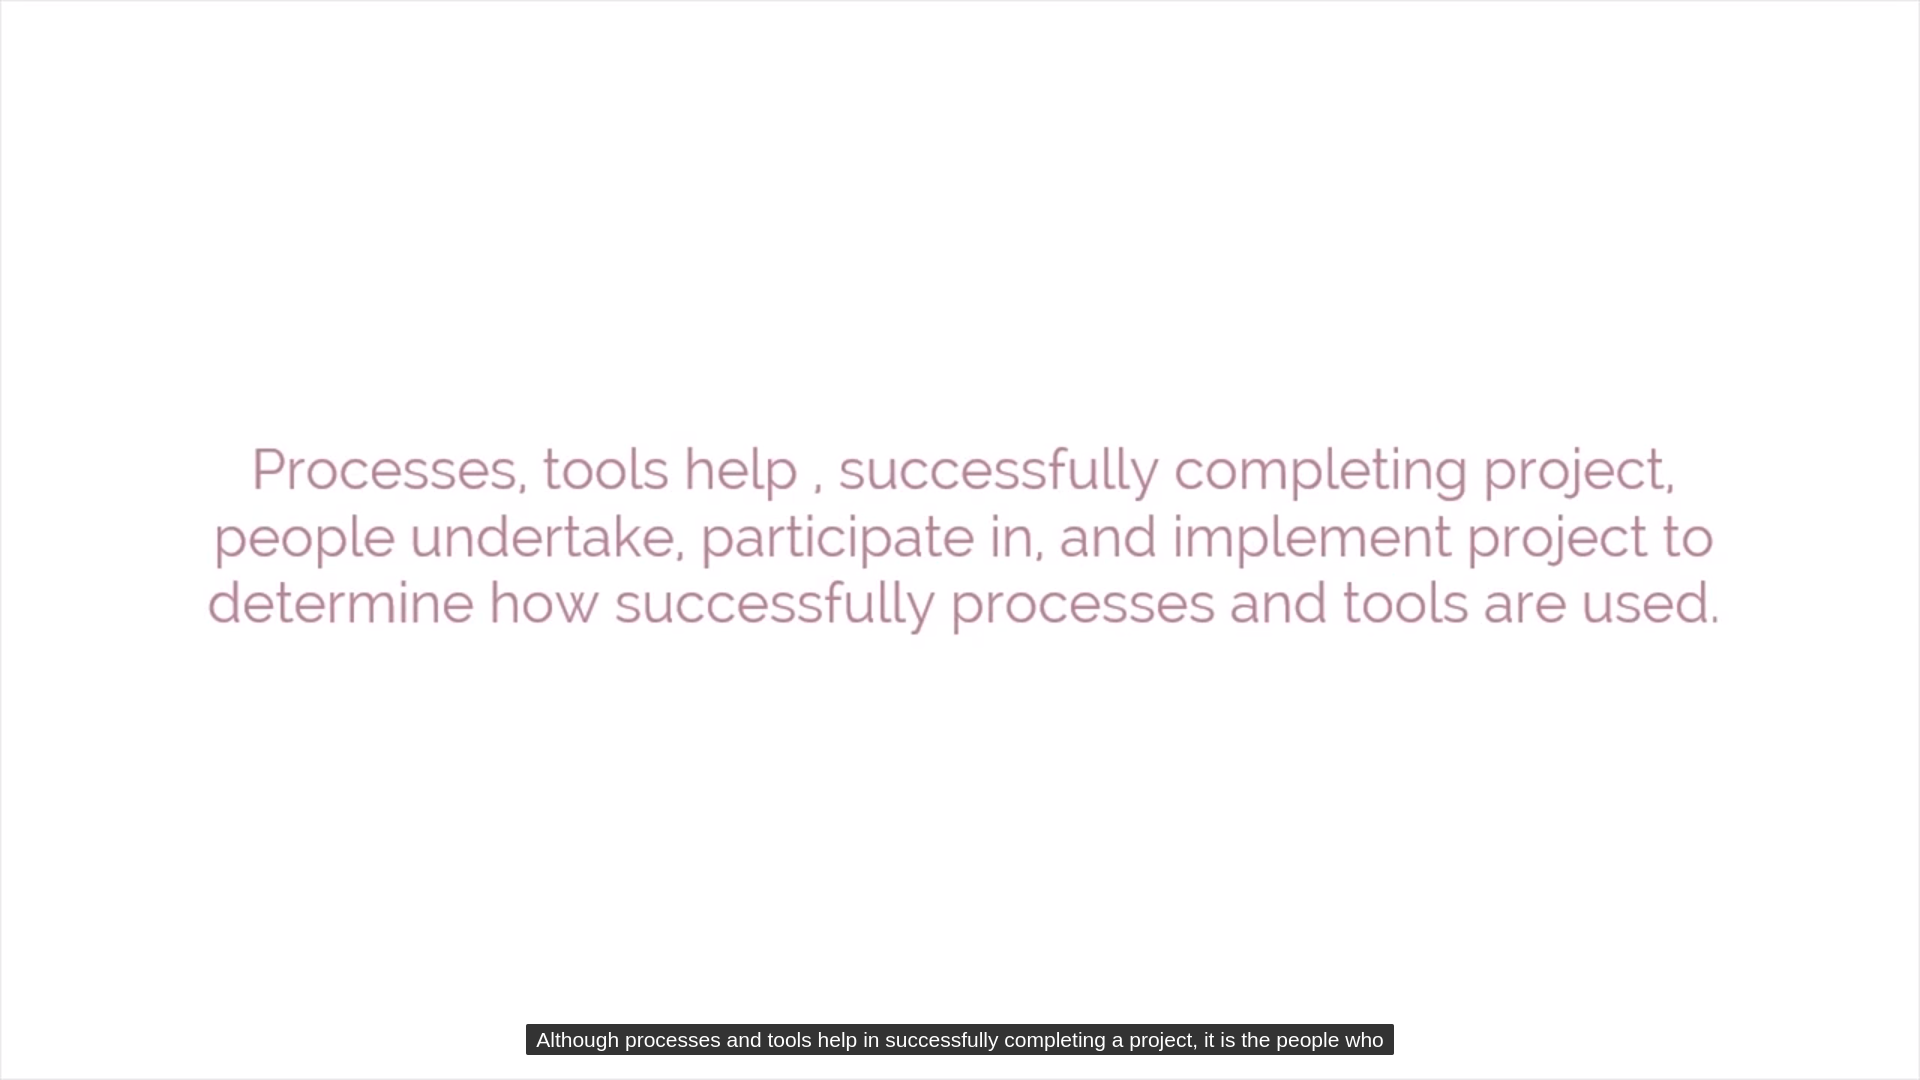 Processes, tools help , successfully completing project,
people undertake, participate in, and implement project to
determine how successfully processes and tools are used.
Although processes and tools help in successfully completing a project, it is the people who